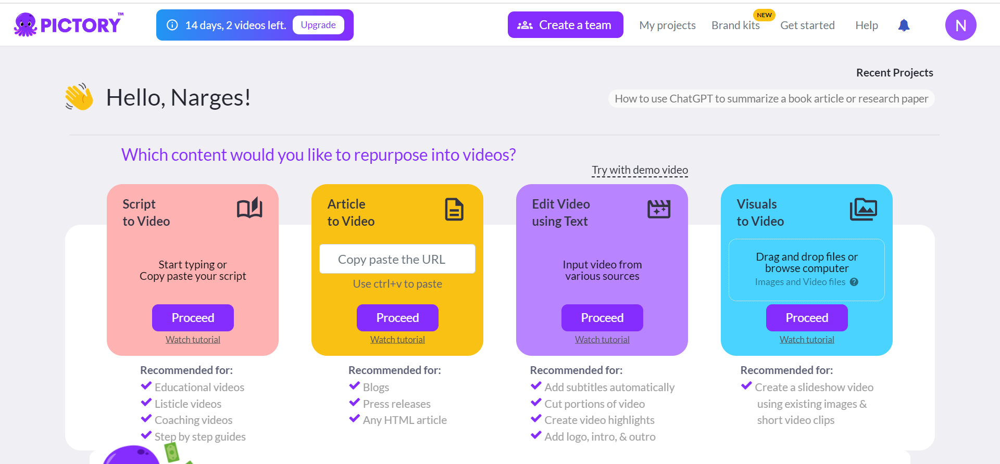 PICTORY™
14 days, 2 videos left.
Upgrade
Create a team
My projects
Brand kits
NEW
Get started
Help
N
Recent Projects
Hello, Narges!
How to use ChatGPT to summarize a book article or research paper
Which content would you like to repurpose into videos?
Try with demo video
Script
to Video
Start typing or
Copy paste your script
Proceed
Watch tutorial
Recommended for:
Educational videos
Listicle videos
Coaching videos
Step by step guides
Article
to Video
Copy paste the URL
Use ctrl+v to paste
Proceed
Watch tutorial
Recommended for:
Blogs
Press releases
Any HTML article
Edit Video
using Text
Input video from
various sources
Proceed
Watch tutorial
Recommended for:
Add subtitles automatically
Cut portions of video
Create video highlights
Add logo, intro, & outro
Visuals
to Video
Drag and drop files or
browse computer
Images and Video files ?
Proceed
Watch tutorial
Recommended for:
Create a slideshow video
using existing images &
short video clips